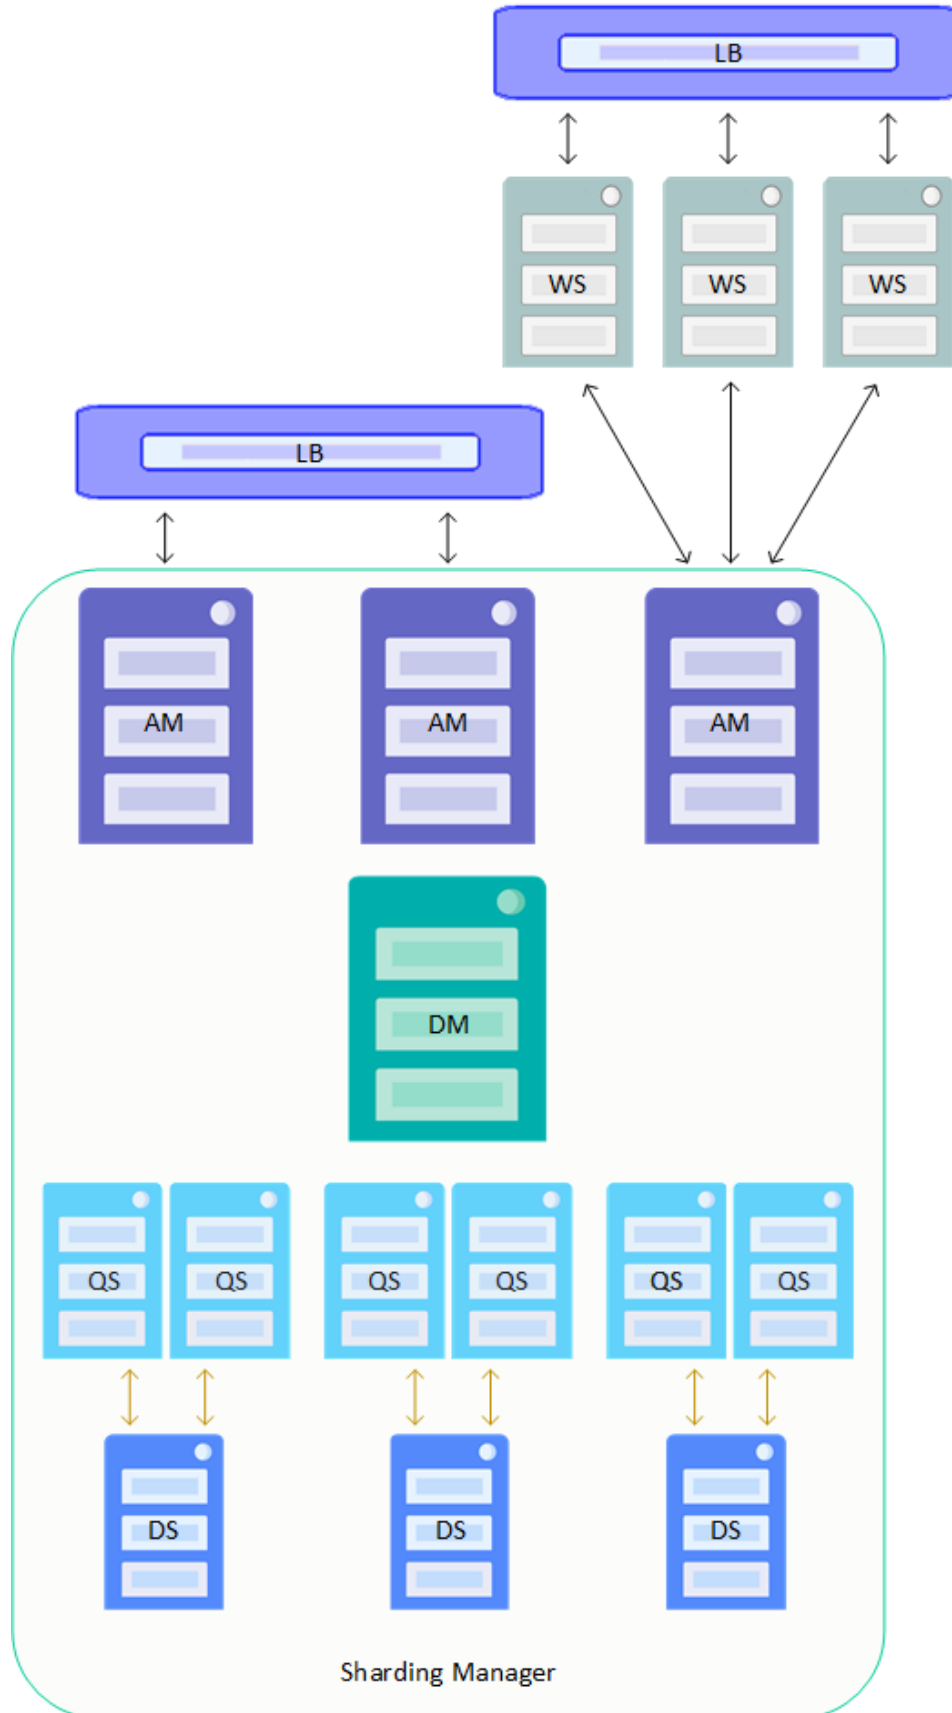 LB
WS WS WS
LB
AM AM AM
DM
QS QS QS QS QS QS
DS DS DS
Sharding Manager